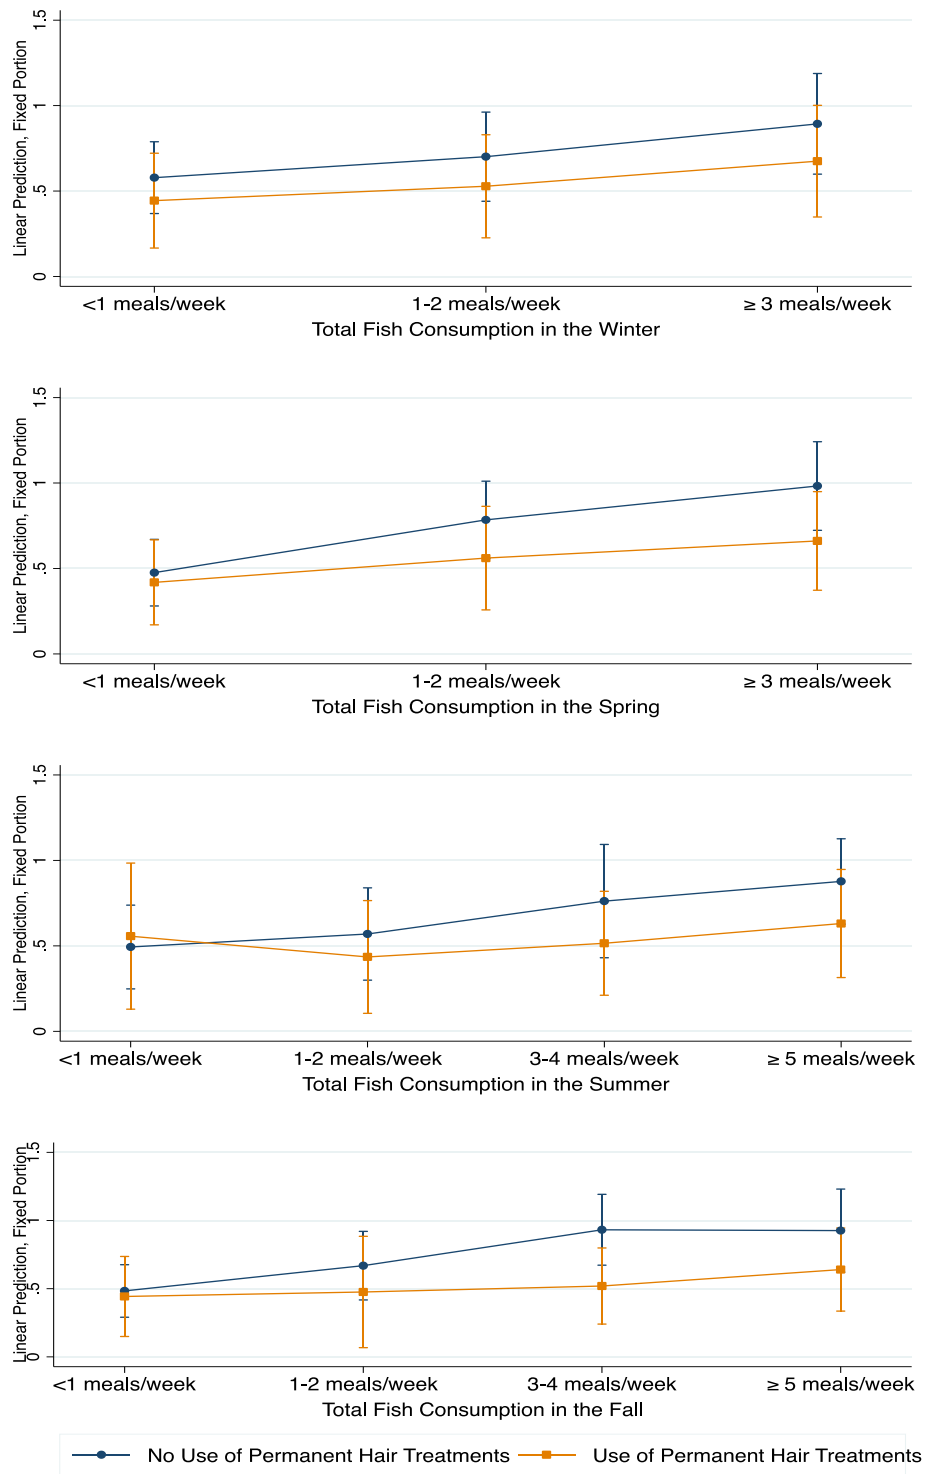 Linear Prediction, Fixed Portion
1.5
1
.5
0
<1 meals/week 1-2 meals/week ≥ 3 meals/week
Total Fish Consumption in the Winter
Linear Prediction, Fixed Portion
1.5
1
.5
0
<1 meals/week 1-2 meals/week ≥ 3 meals/week
Total Fish Consumption in the Spring
Linear Prediction, Fixed Portion
1.5
1
.5
0
<1 meals/week 1-2 meals/week 3-4 meals/week ≥ 5 meals/week
Total Fish Consumption in the Summer
Linear Prediction, Fixed Portion
1.5
1
.5
0
<1 meals/week 1-2 meals/week 3-4 meals/week ≥ 5 meals/week
Total Fish Consumption in the Fall
No Use of Permanent Hair Treatments Use of Permanent Hair Treatments